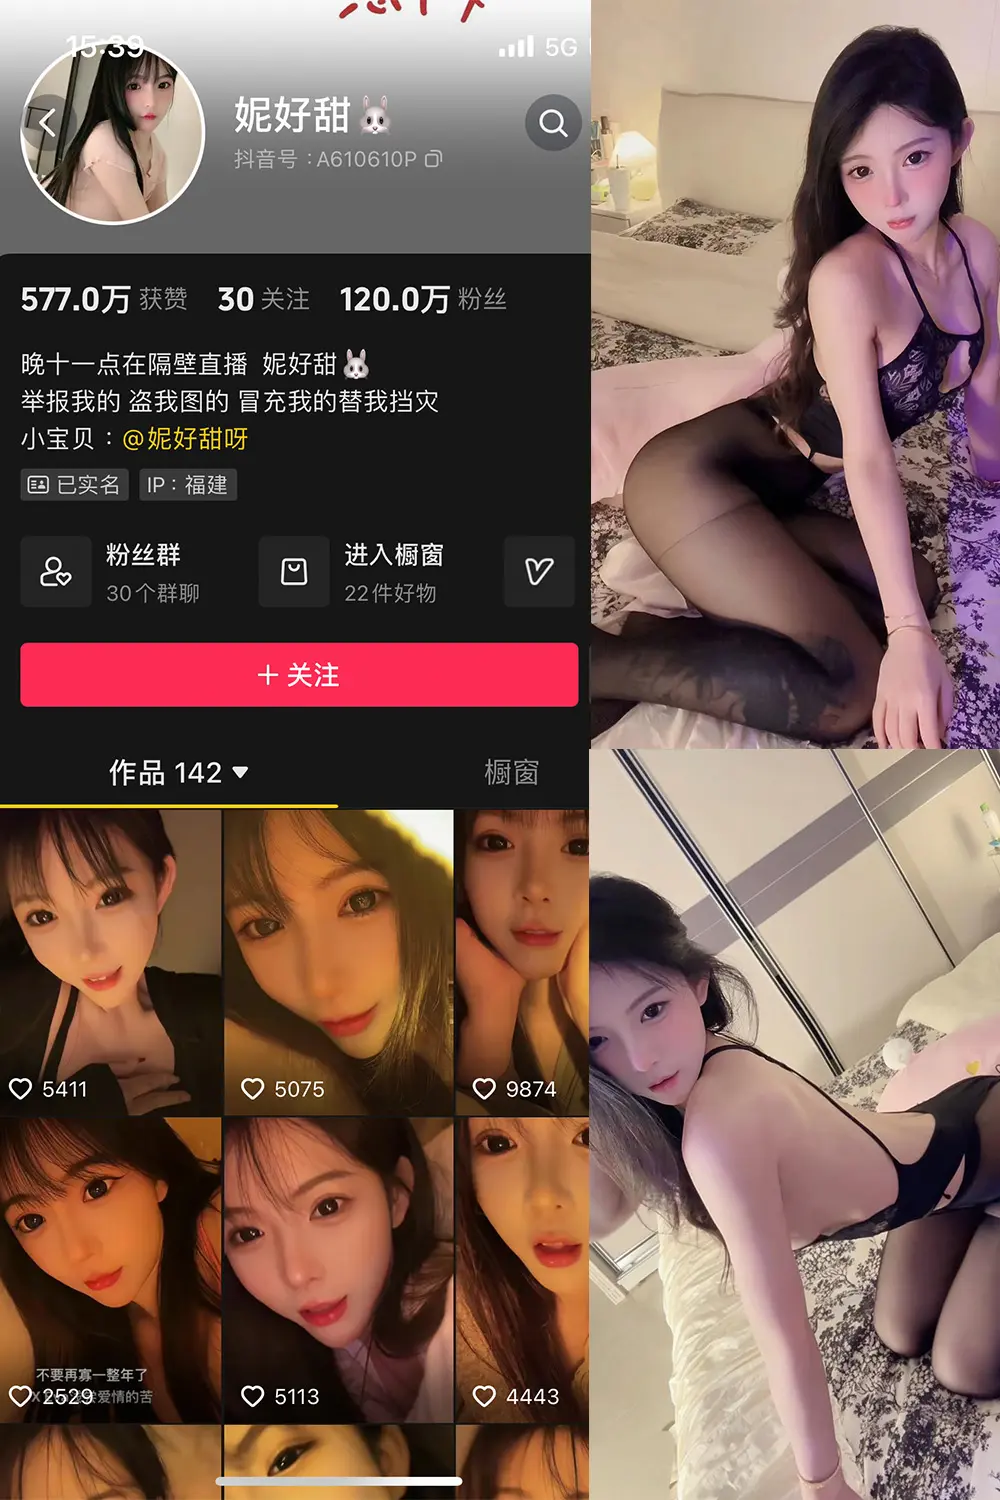 15:39
5G
妮好甜🐰
抖音号：A610610P
577.0万 获赞 30 关注 120.0万 粉丝
晚十一点在隔壁直播 妮好甜🐰
举报我的 盗我图的 冒充我的替我挡灾
小宝贝：@妮好甜呀
已实名 IP：福建
粉丝群
30个群聊
进入橱窗
22件好物
+ 关注
作品 142 橱窗
5411 5075 9874
不要再寡一整年了
爱情的苦
2529 5113 4443